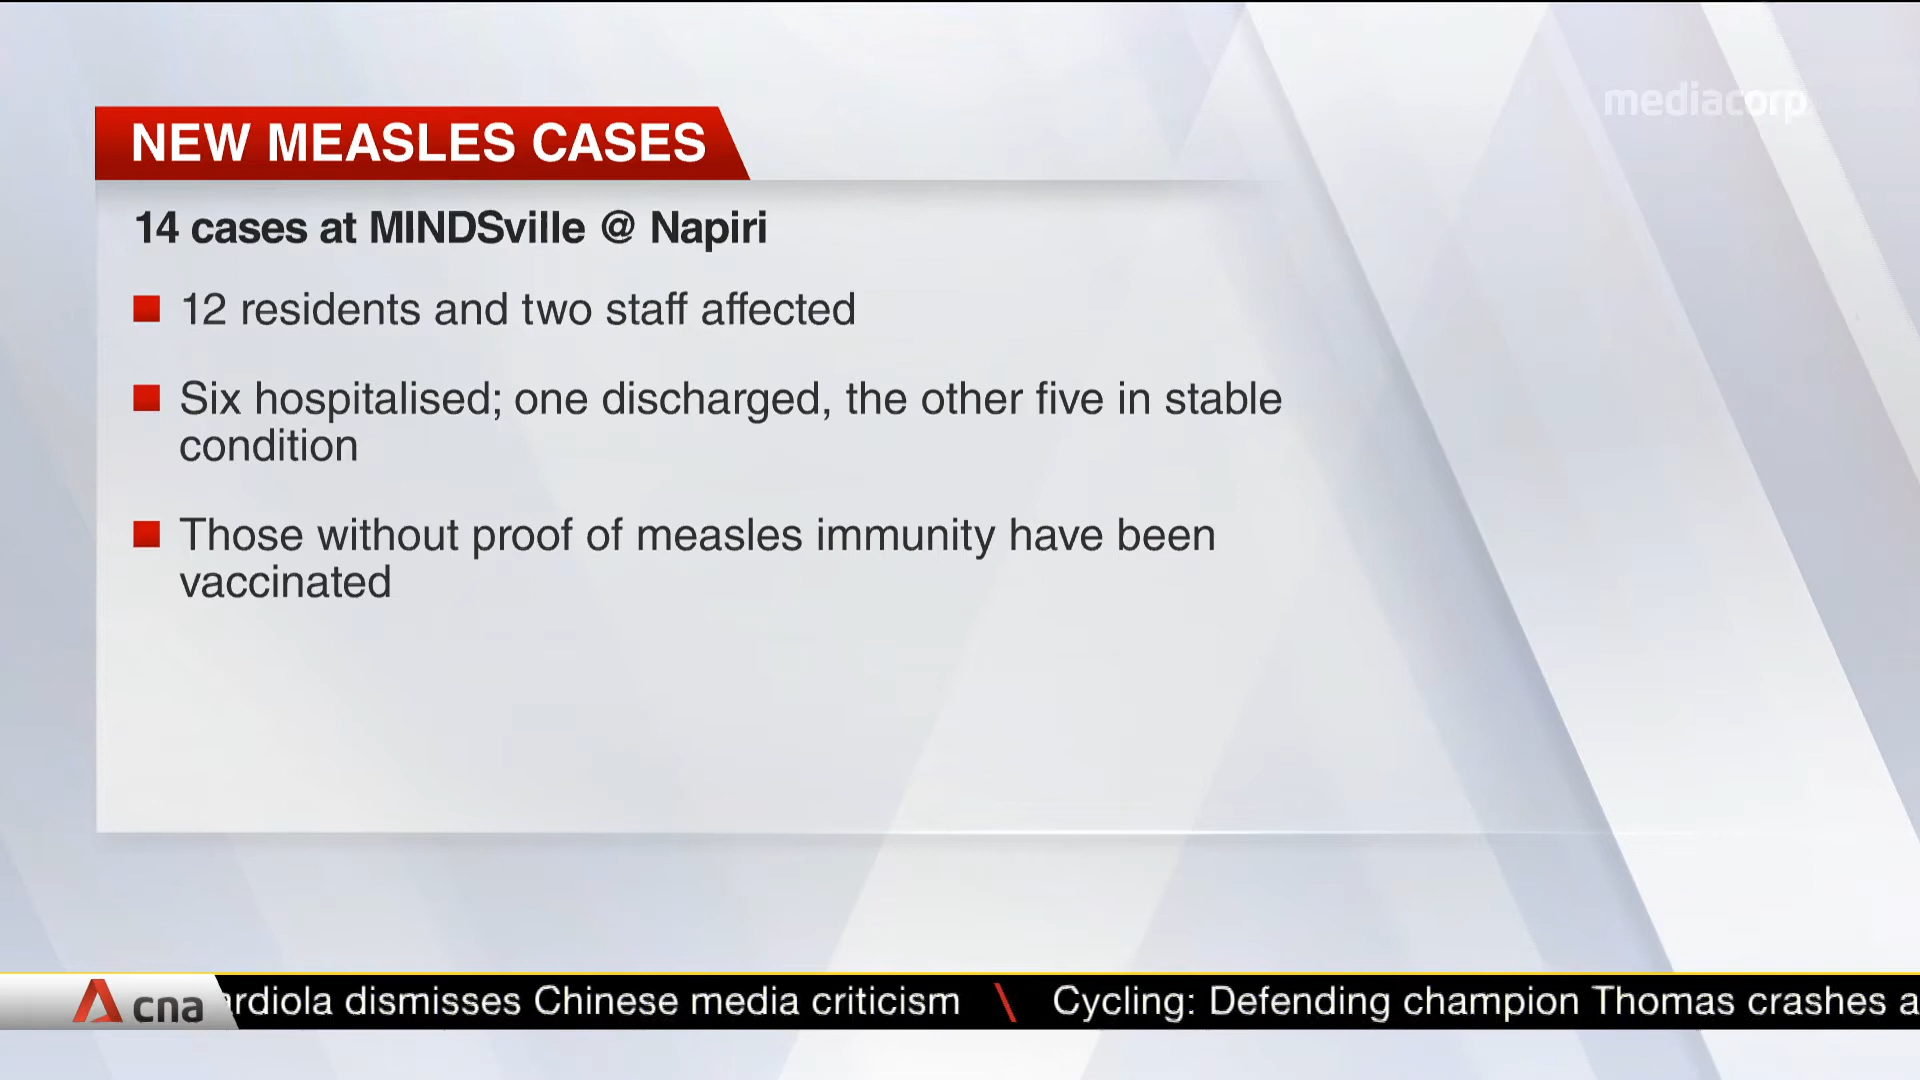 mediacorp
NEW MEASLES CASES
14 cases at MINDSville @ Napiri
12 residents and two staff affected
Six hospitalised; one discharged, the other five in stable
condition
Those without proof of measles immunity have been
vaccinated
cna
ardiola dismisses Chinese media criticism \ Cycling: Defending champion Thomas crashes a